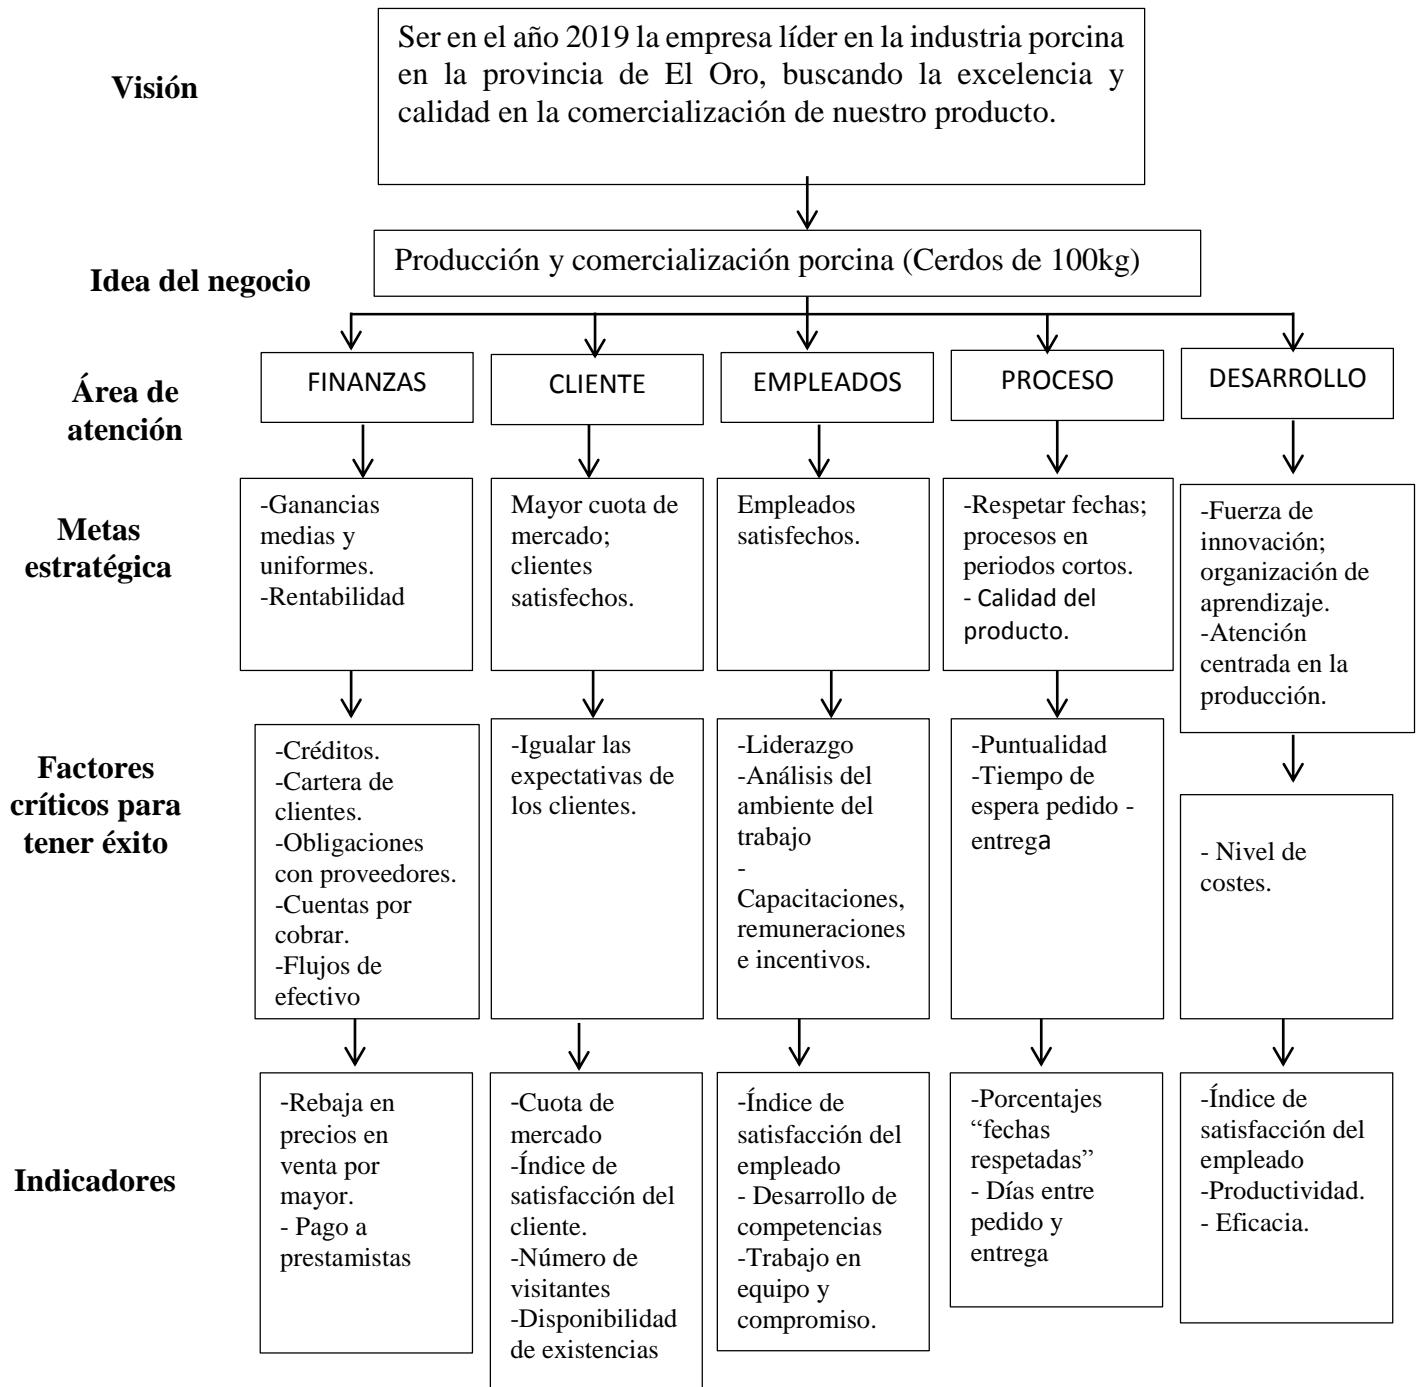 Visión
Ser en el año 2019 la empresa líder en la industria porcina
en la provincia de El Oro, buscando la excelencia y
calidad en la comercialización de nuestro producto.
Idea del negocio
Producción y comercialización porcina (Cerdos de 100kg)
Área de
atención
FINANZAS
CLIENTE
EMPLEADOS
PROCESO
DESARROLLO
Metas
estratégica
-Ganancias
medias y
uniformes.
-Rentabilidad
Mayor cuota de
mercado;
clientes
satisfechos.
Empleados
satisfechos.
-Respetar fechas;
procesos en
periodos cortos.
- Calidad del
producto.
-Fuerza de
innovación;
organización de
aprendizaje.
-Atención
centrada en la
producción.
Factores
críticos para
tener éxito
-Créditos.
-Cartera de
clientes.
-Obligaciones
con proveedores.
-Cuentas por
cobrar.
-Flujos de
efectivo
-Igualar las
expectativas de
los clientes.
-Liderazgo
-Análisis del
ambiente del
trabajo
-
Capacitaciones,
remuneraciones
e incentivos.
-Puntualidad
-Tiempo de
espera pedido -
entrega
- Nivel de
costes.
Indicadores
-Rebaja en
precios en
venta por
mayor.
- Pago a
prestamistas
-Cuota de
mercado
-Índice de
satisfacción del
cliente.
-Número de
visitantes
-Disponibilidad
de existencias
-Índice de
satisfacción del
empleado
- Desarrollo de
competencias
-Trabajo en
equipo y
compromiso.
-Porcentajes
“fechas
respetadas”
- Días entre
pedido y
entrega
-Índice de
satisfacción del
empleado
-Productividad.
- Eficacia.